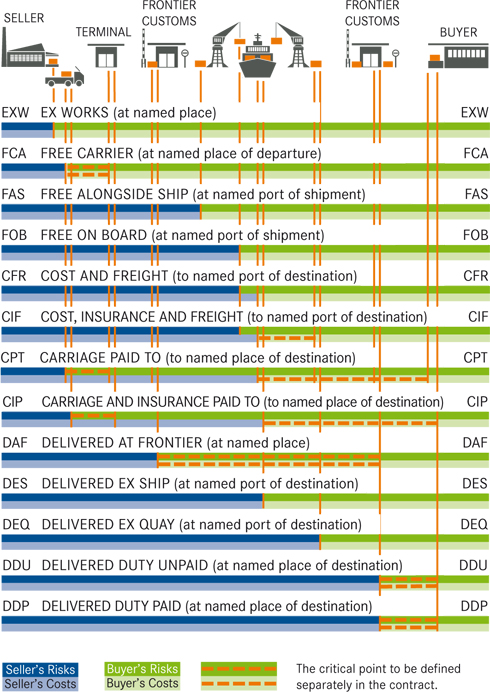 SELLER
TERMINAL
FRONTIER
CUSTOMS
FRONTIER
CUSTOMS
BUYER
EXW EX WORKS (at named place) EXW
FCA FREE CARRIER (at named place of departure) FCA
FAS FREE ALONGSIDE SHIP (at named port of shipment) FAS
FOB FREE ON BOARD (at named port of shipment) FOB
CFR COST AND FREIGHT (to named port of destination) CFR
CIF COST, INSURANCE AND FREIGHT (to named port of destination) CIF
CPT CARRIAGE PAID TO (to named place of destination) CPT
CIP CARRIAGE AND INSURANCE PAID TO (to named place of destination) CIP
DAF DELIVERED AT FRONTIER (at named place) DAF
DES DELIVERED EX SHIP (at named port of destination) DES
DEQ DELIVERED EX QUAY (at named port of destination) DEQ
DDU DELIVERED DUTY UNPAID (at named place of destination) DDU
DDP DELIVERED DUTY PAID (at named place of destination) DDP
Seller's Risks
Seller's Costs
Buyer's Risks
Buyer's Costs
The critical point to be defined
separately in the contract.